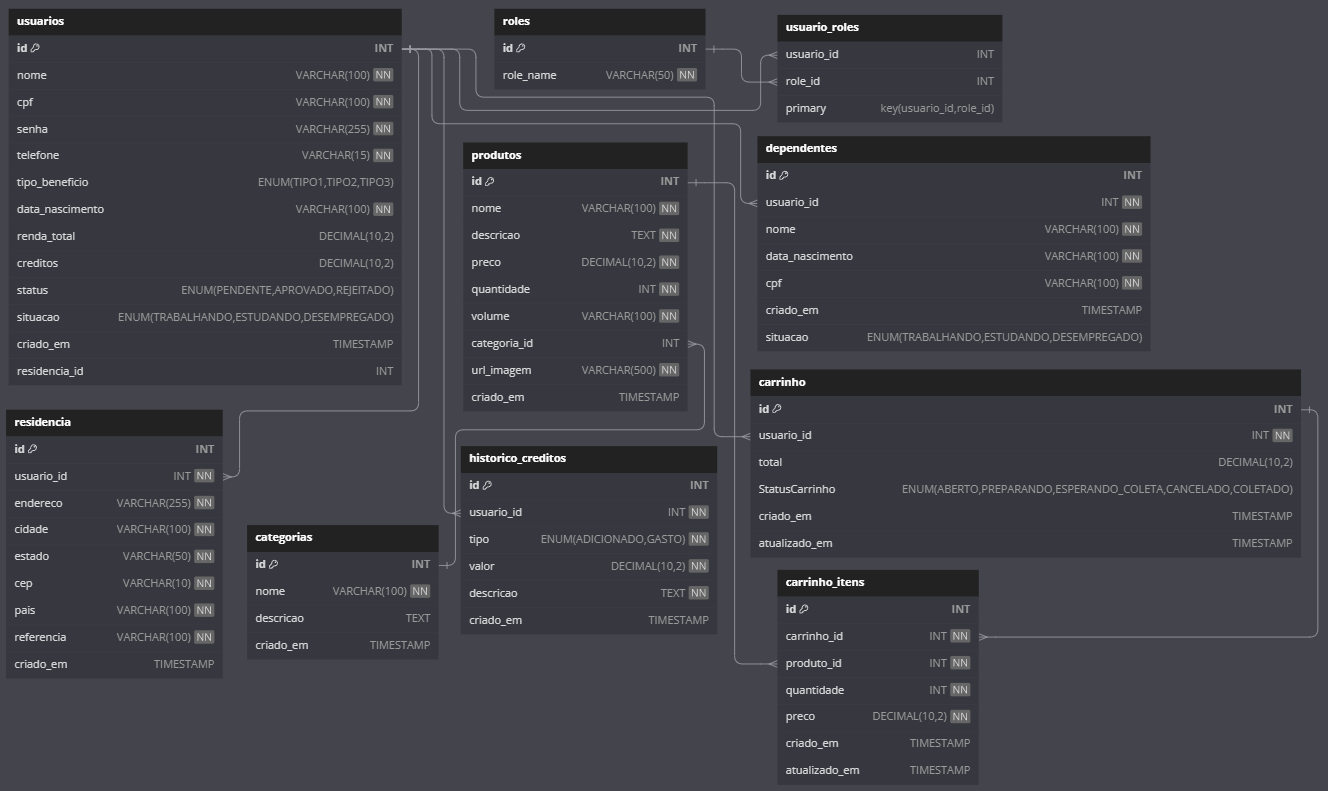 usuarios
id INT
nome VARCHAR(100) NN
cpf VARCHAR(100) NN
senha VARCHAR(255) NN
telefone VARCHAR(15) NN
tipo_beneficio ENUM(TIPO1,TIPO2,TIPO3)
data_nascimento VARCHAR(100) NN
renda_total DECIMAL(10,2)
creditos DECIMAL(10,2)
status ENUM(PENDENTE,APROVADO,REJEITADO)
situacao ENUM(TRABALHANDO,ESTUDANDO,DESEMPREGADO)
criado_em TIMESTAMP
residencia_id INT
roles
id INT
role_name VARCHAR(50) NN
usuario_roles
usuario_id INT
role_id INT
primary key(usuario_id,role_id)
produtos
id INT
nome VARCHAR(100) NN
descricao TEXT NN
preco DECIMAL(10,2) NN
quantidade INT NN
volume VARCHAR(100) NN
categoria_id INT
url_imagem VARCHAR(500) NN
criado_em TIMESTAMP
dependentes
id INT
usuario_id INT NN
nome VARCHAR(100) NN
data_nascimento VARCHAR(100) NN
cpf VARCHAR(100) NN
criado_em TIMESTAMP
situacao ENUM(TRABALHANDO,ESTUDANDO,DESEMPREGADO)
residencia
id INT
usuario_id INT NN
endereco VARCHAR(255) NN
cidade VARCHAR(100) NN
estado VARCHAR(50) NN
cep VARCHAR(10) NN
pais VARCHAR(100) NN
referencia VARCHAR(100) NN
criado_em TIMESTAMP
categorias
id INT
nome VARCHAR(100) NN
descricao TEXT
criado_em TIMESTAMP
historico_creditos
id INT
usuario_id INT NN
tipo ENUM(ADICIONADO,GASTO) NN
valor DECIMAL(10,2) NN
descricao TEXT NN
criado_em TIMESTAMP
carrinho
id INT
usuario_id INT NN
total DECIMAL(10,2)
StatusCarrinho ENUM(ABERTO,PREPARANDO,ESPERANDO_COLETA,CANCELADO,COLETADO)
criado_em TIMESTAMP
atualizado_em TIMESTAMP
carrinho_itens
id INT
carrinho_id INT NN
produto_id INT NN
quantidade INT NN
preco DECIMAL(10,2) NN
criado_em TIMESTAMP
atualizado_em TIMESTAMP